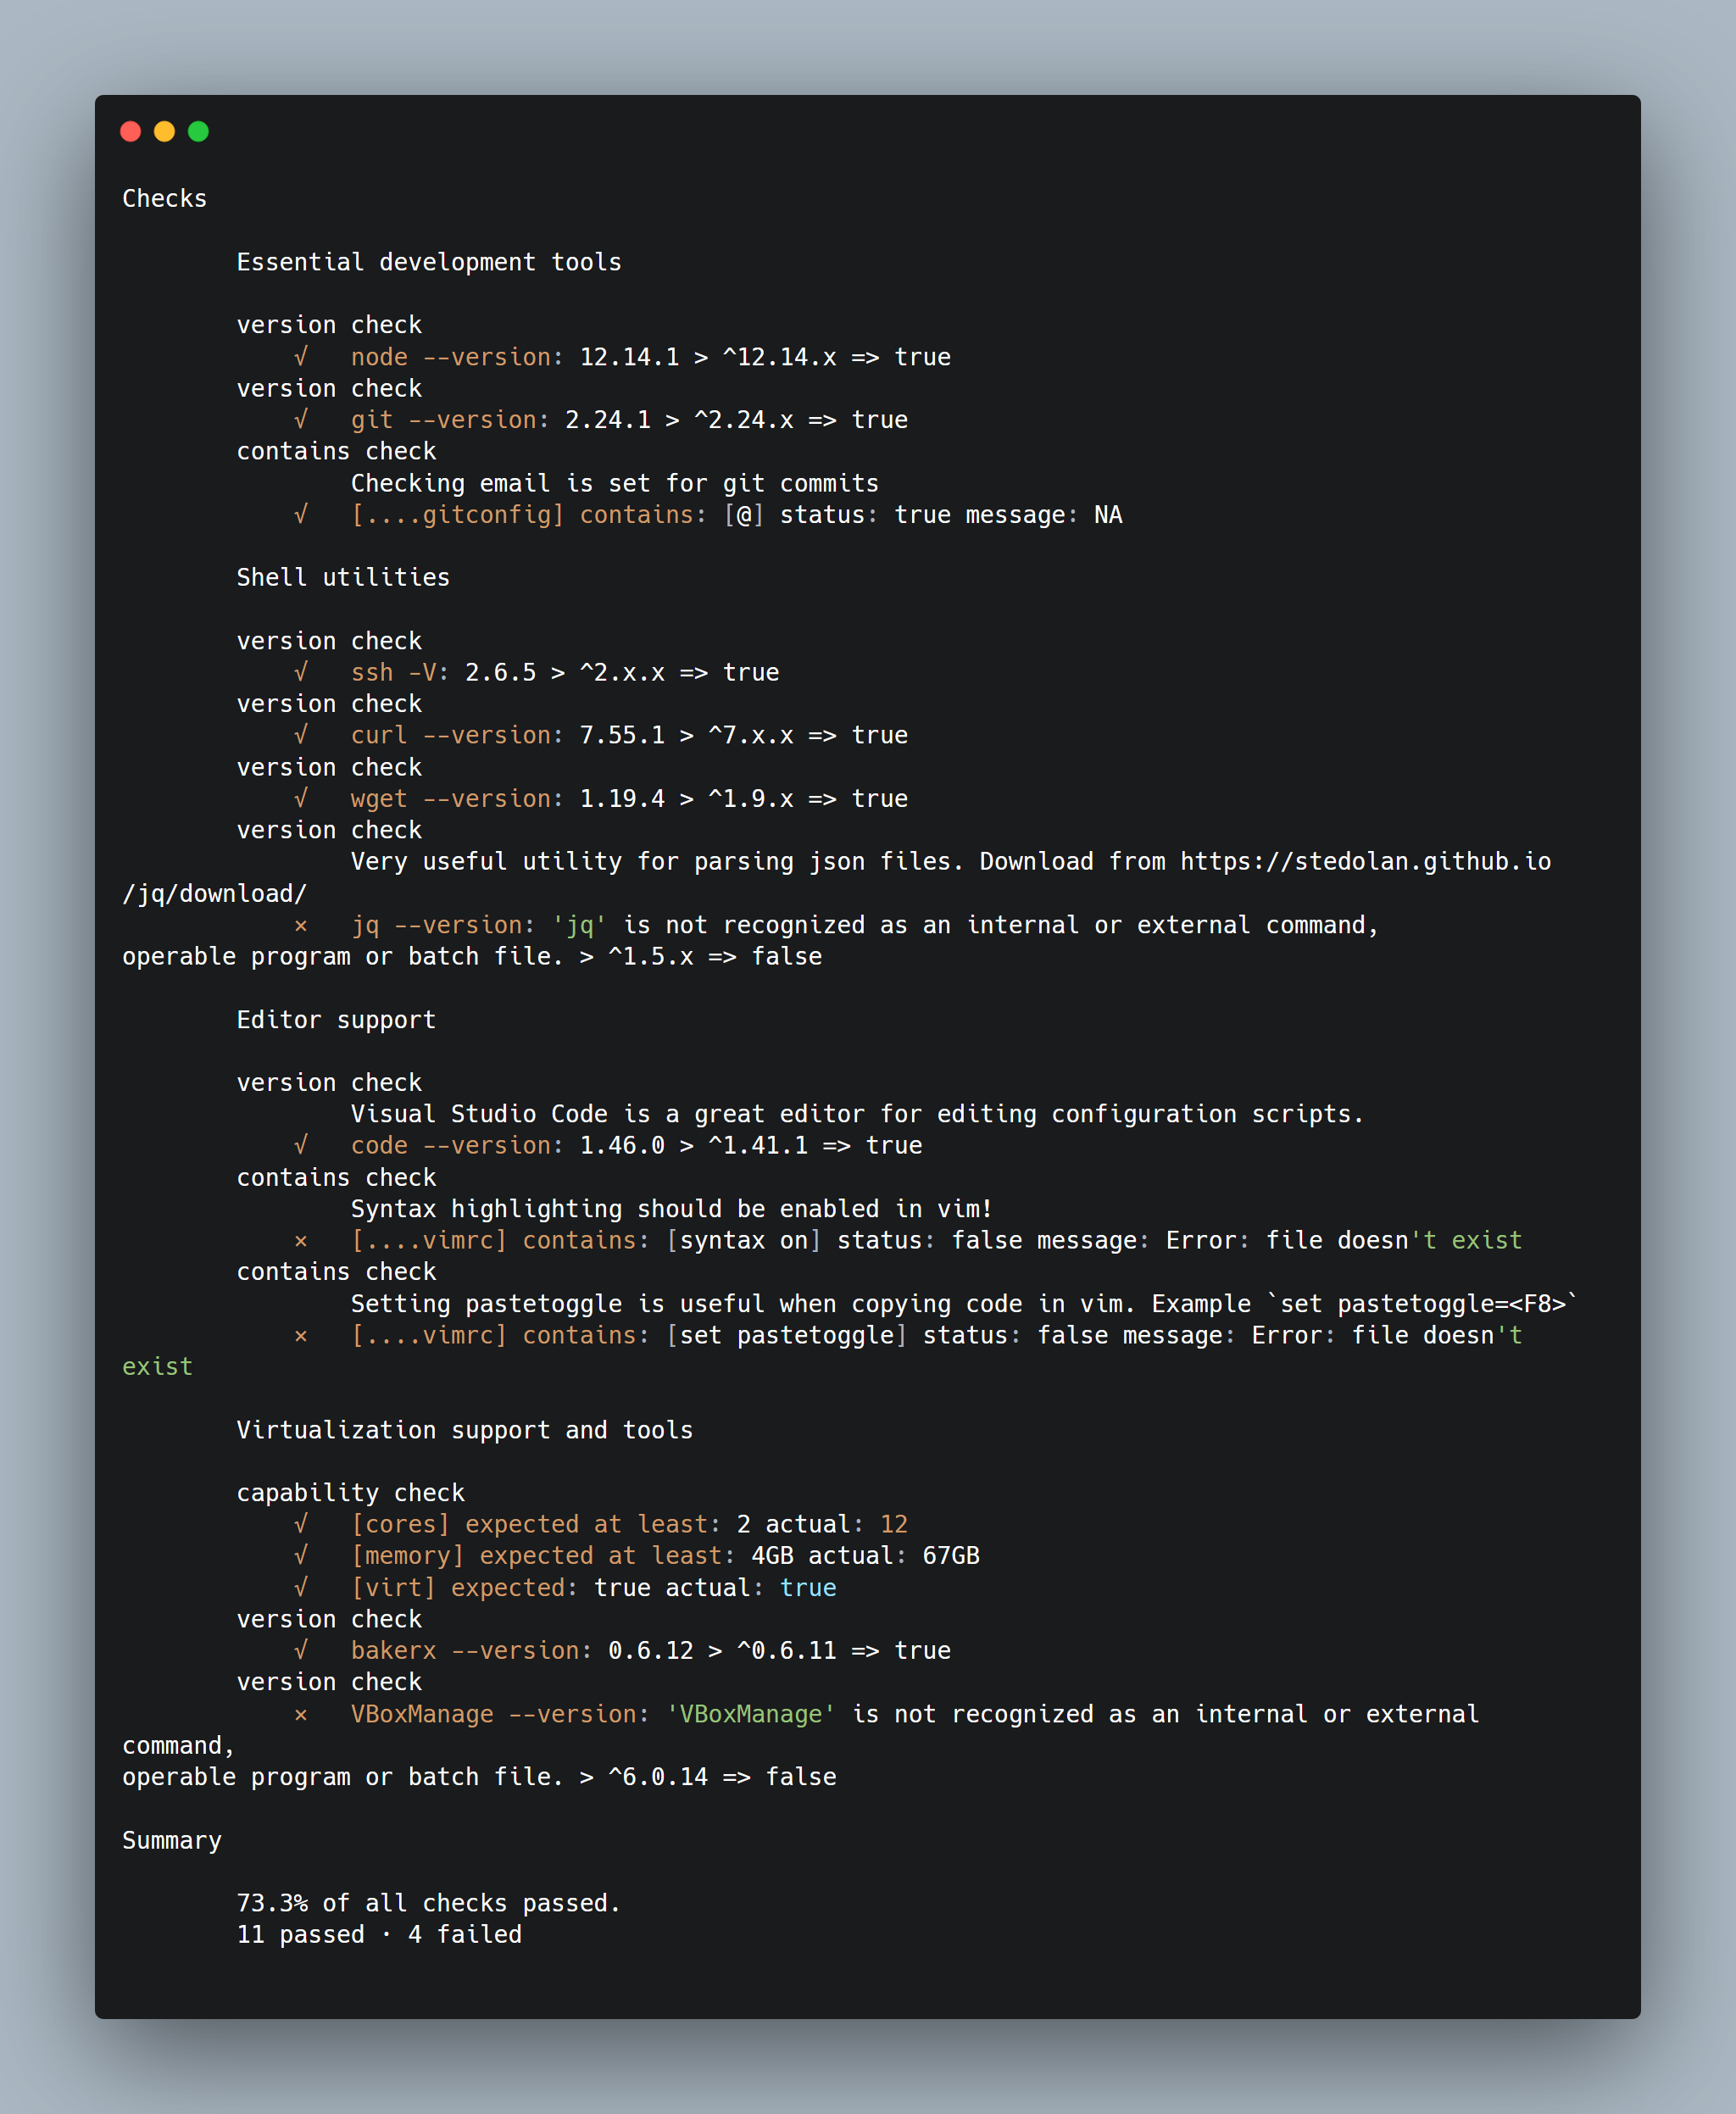 Checks
Essential development tools
version check
√ node --version: 12.14.1 > ^12.14.x => true
version check
√ git --version: 2.24.1 > ^2.24.x => true
contains check
Checking email is set for git commits
√ [....gitconfig] contains: [@] status: true message: NA
Shell utilities
version check
√ ssh -V: 2.6.5 > ^2.x.x => true
version check
√ curl --version: 7.55.1 > ^7.x.x => true
version check
√ wget --version: 1.19.4 > ^1.9.x => true
version check
Very useful utility for parsing json files. Download from https://stedolan.github.io
/jq/download/
× jq --version: 'jq' is not recognized as an internal or external command,
operable program or batch file. > ^1.5.x => false
Editor support
version check
Visual Studio Code is a great editor for editing configuration scripts.
√ code --version: 1.46.0 > ^1.41.1 => true
contains check
Syntax highlighting should be enabled in vim!
× [....vimrc] contains: [syntax on] status: false message: Error: file doesn't exist
contains check
Setting pastetoggle is useful when copying code in vim. Example `set pastetoggle=<F8>`
× [....vimrc] contains: [set pastetoggle] status: false message: Error: file doesn't
exist
Virtualization support and tools
capability check
√ [cores] expected at least: 2 actual: 12
√ [memory] expected at least: 4GB actual: 67GB
√ [virt] expected: true actual: true
version check
√ bakerx --version: 0.6.12 > ^0.6.11 => true
version check
× VBoxManage --version: 'VBoxManage' is not recognized as an internal or external
command,
operable program or batch file. > ^6.0.14 => false
Summary
73.3% of all checks passed.
11 passed · 4 failed